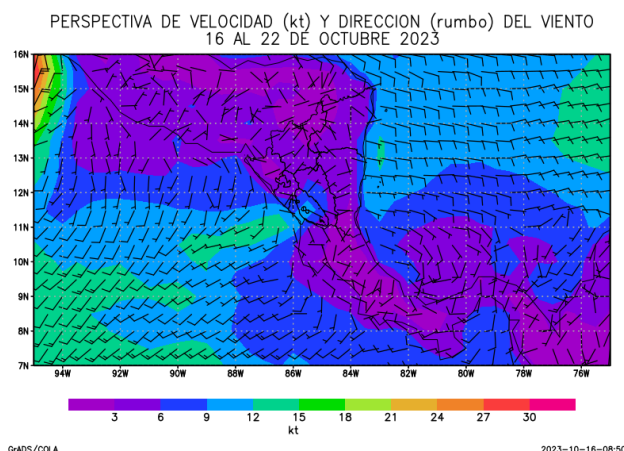 PERSPECTIVA DE VELOCIDAD (kt) Y DIRECCION (rumbo) DEL VIENTO
16 AL 22 DE OCTUBRE 2023
16N
15N
14N
13N
12N
11N
10N
9N
8N
7N
94W 92W 90W 88W 86W 84W 82W 80W 78W 76W
3 6 9 12 15 18 21 24 27 30
kt
GrADS/COLA 2023-10-16-08:50